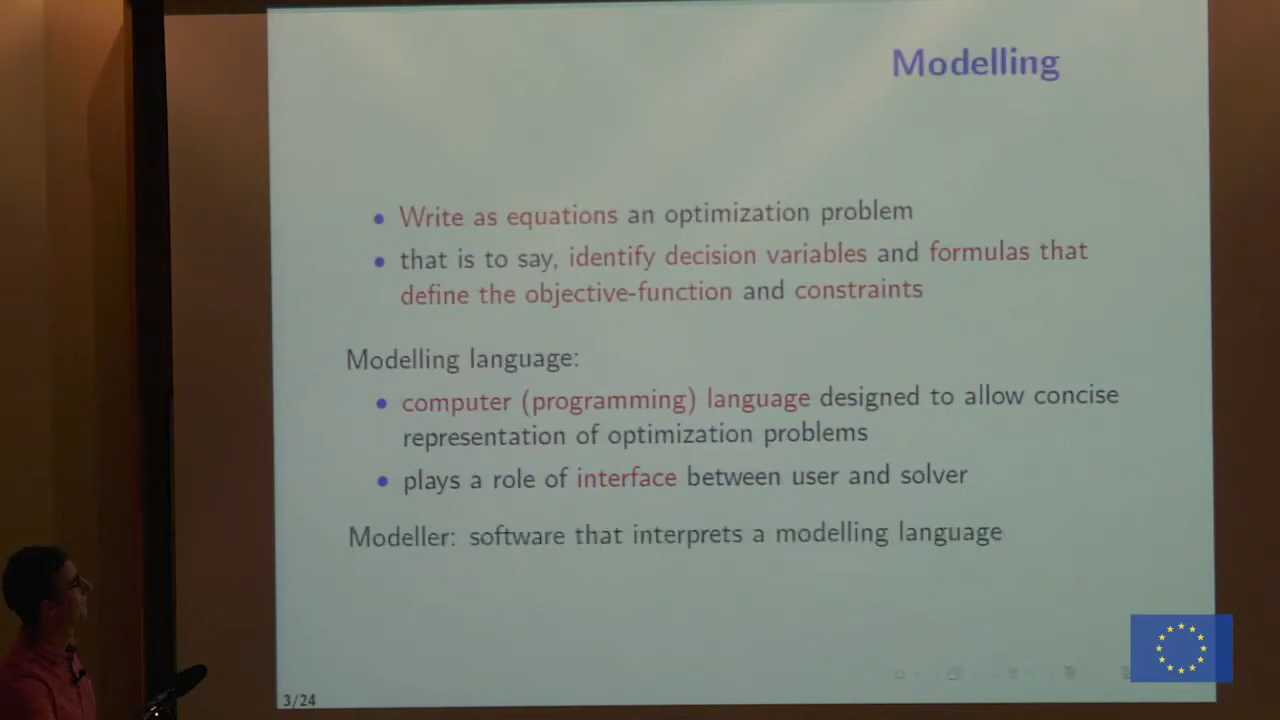 Modelling
Write as equations an optimization problem
that is to say, identify decision variables and formulas that
define the objective-function and constraints
Modelling language:
computer (programming) language designed to allow concise
representation of optimization problems
plays a role of interface between user and solver
Modeller: software that interprets a modelling language
3/24